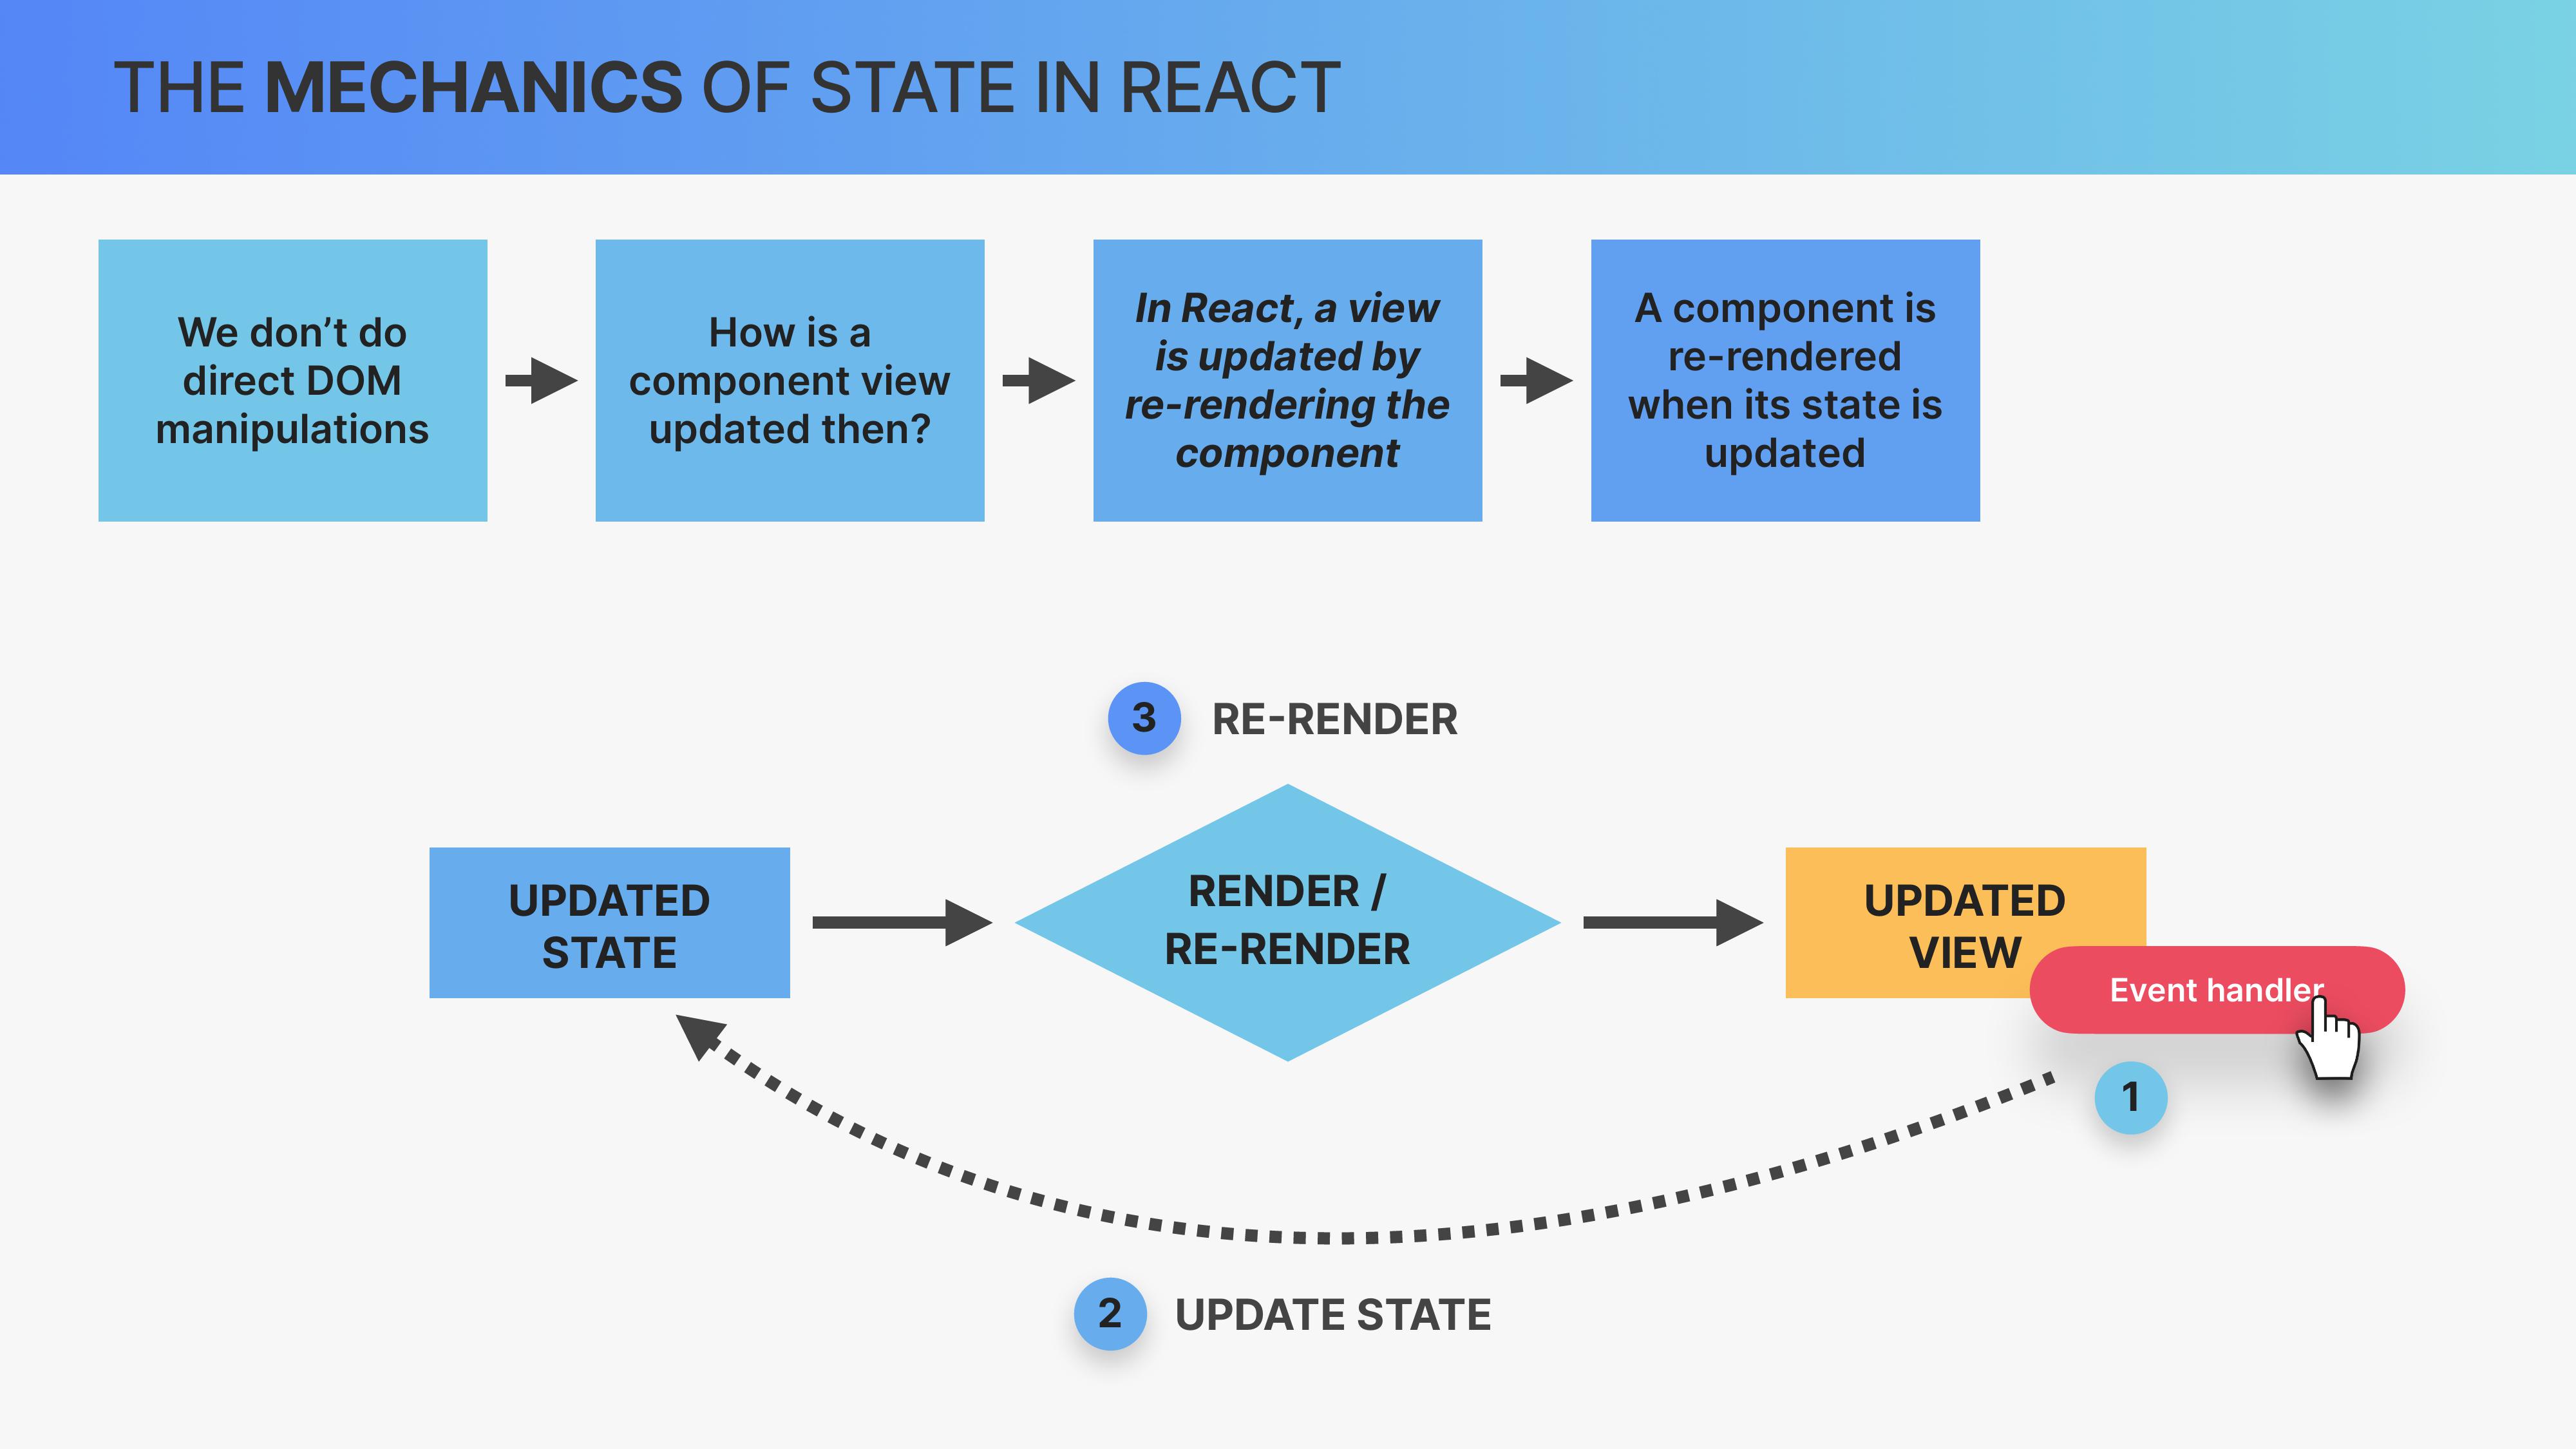 THE MECHANICS OF STATE IN REACT
We don’t do
direct DOM
manipulations
How is a
component view
updated then?
In React, a view
is updated by
re-rendering the
component
A component is
re-rendered
when its state is
updated
3 RE-RENDER
UPDATED
STATE
RENDER /
RE-RENDER
UPDATED
VIEW
Event handler
1
2 UPDATE STATE